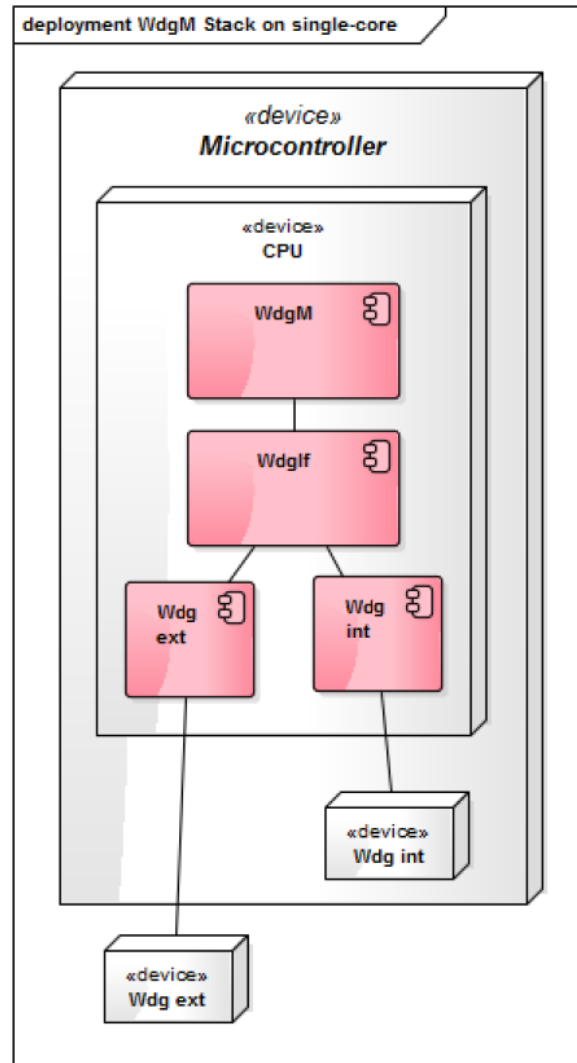 deployment WdgM Stack on single-core
«device»
Microcontroller
«device»
CPU
WdgM
WdgIf
Wdg
ext
Wdg
int
«device»
Wdg int
«device»
Wdg ext